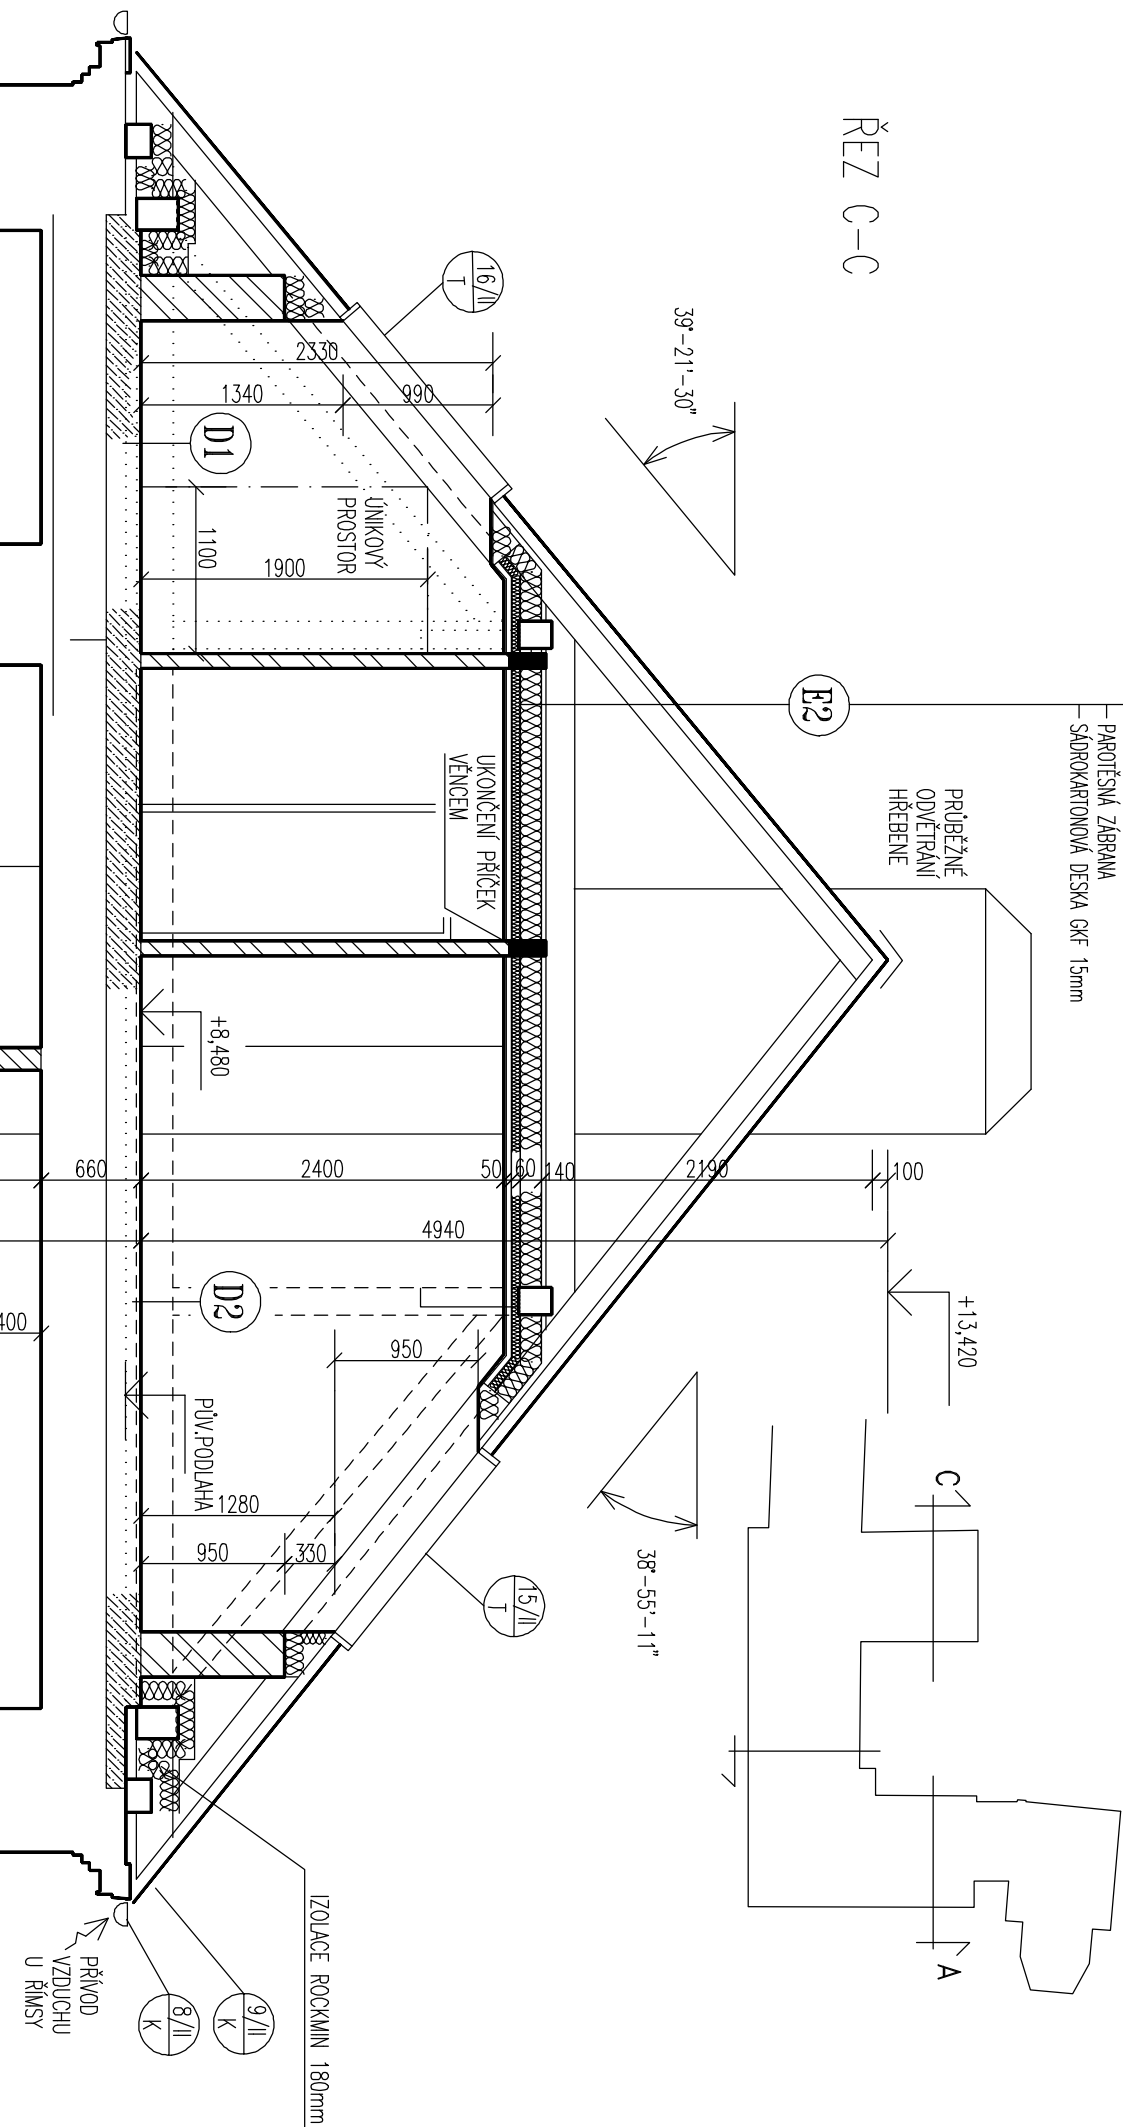 ŘEZ C-C
39°-21'-30"
38°-55'-11"
PAROTĚSNÁ ZÁBRANA
SÁDROKARTONOVÁ DESKA GKF 15mm
PRŮBĚŽNÉ
ODVĚTRÁNÍ
HŘEBENE
E2
+13,420
C
A
16/II
T
15/II
T
2330
1340
990
D1
1100
1900
ÚNIKOVÝ
PROSTOR
UKONČENÍ PŘÍČEK
VĚNCEM
+8,480
660
2400
50
60
140
2190
100
4940
D2
400
950
PŮV.PODLAHA
1280
950
330
IZOLACE ROCKMIN 180mm
9/II
K
8/II
K
PŘÍVOD
VZDUCHU
U ŘÍMSY